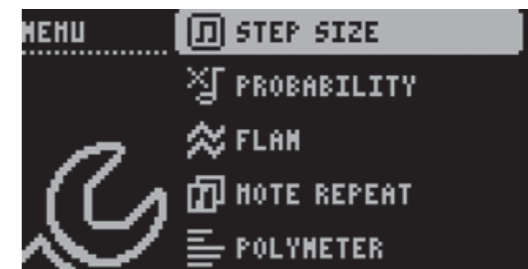 MENU
STEP SIZE
PROBABILITY
FLAM
NOTE REPEAT
POLYMETER